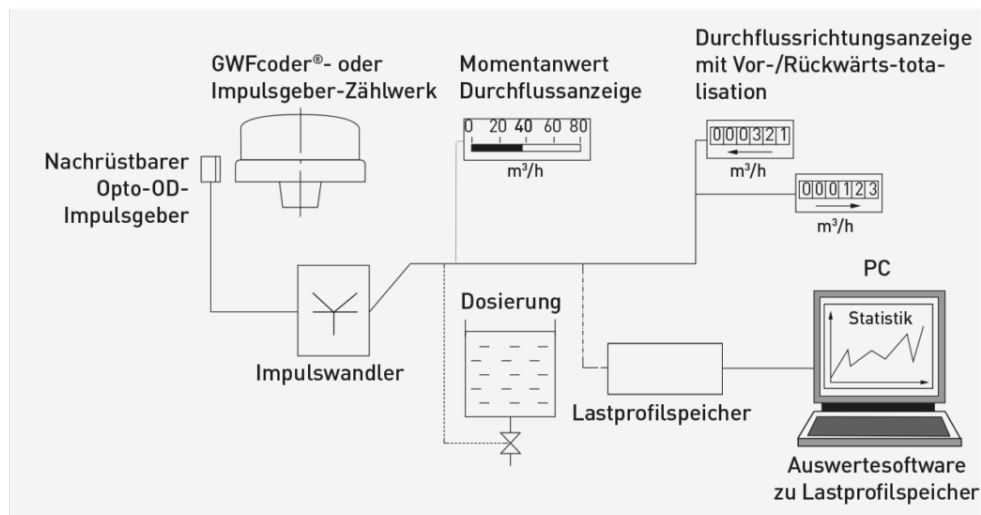 GWFcoder®- oder
Impulsgeber-Zählwerk
Momentanwert
Durchflussanzeige
0 20 40 60 80
m³/h
Durchflussrichtungsanzeige
mit Vor-/Rückwärts-tota-
lisation
000321
m³/h
000123
m³/h
Nachrüstbarer
Opto-OD-
Impulsgeber
Impulswandler
Dosierung
Lastprofilspeicher
PC
Statistik
Auswertesoftware
zu Lastprofilspeicher